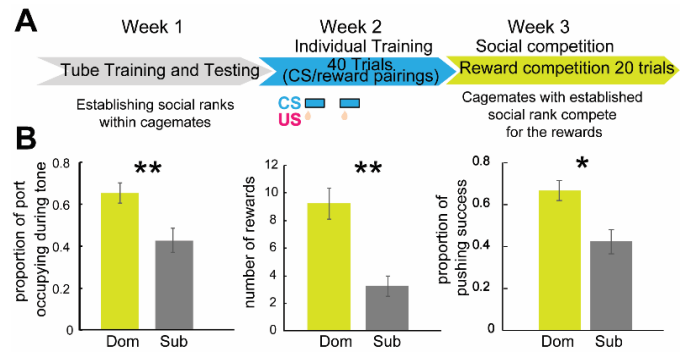 A
Week 1
Week 2
Week 3
Individual Training
Social competition
Tube Training and Testing
40 Trials
(CS/reward pairings)
Reward competition 20 trials
Establishing social ranks
within cagemates
CS
US
Cagemates with established
social rank compete
for the rewards
B
proportion of port
occupying during tone
0.8
0.6
0.4
0.2
0
**
Dom
Sub
number of rewards
12
10
8
6
4
2
0
**
Dom
Sub
proportion of
pushing success
0.8
0.4
0
*
Dom
Sub